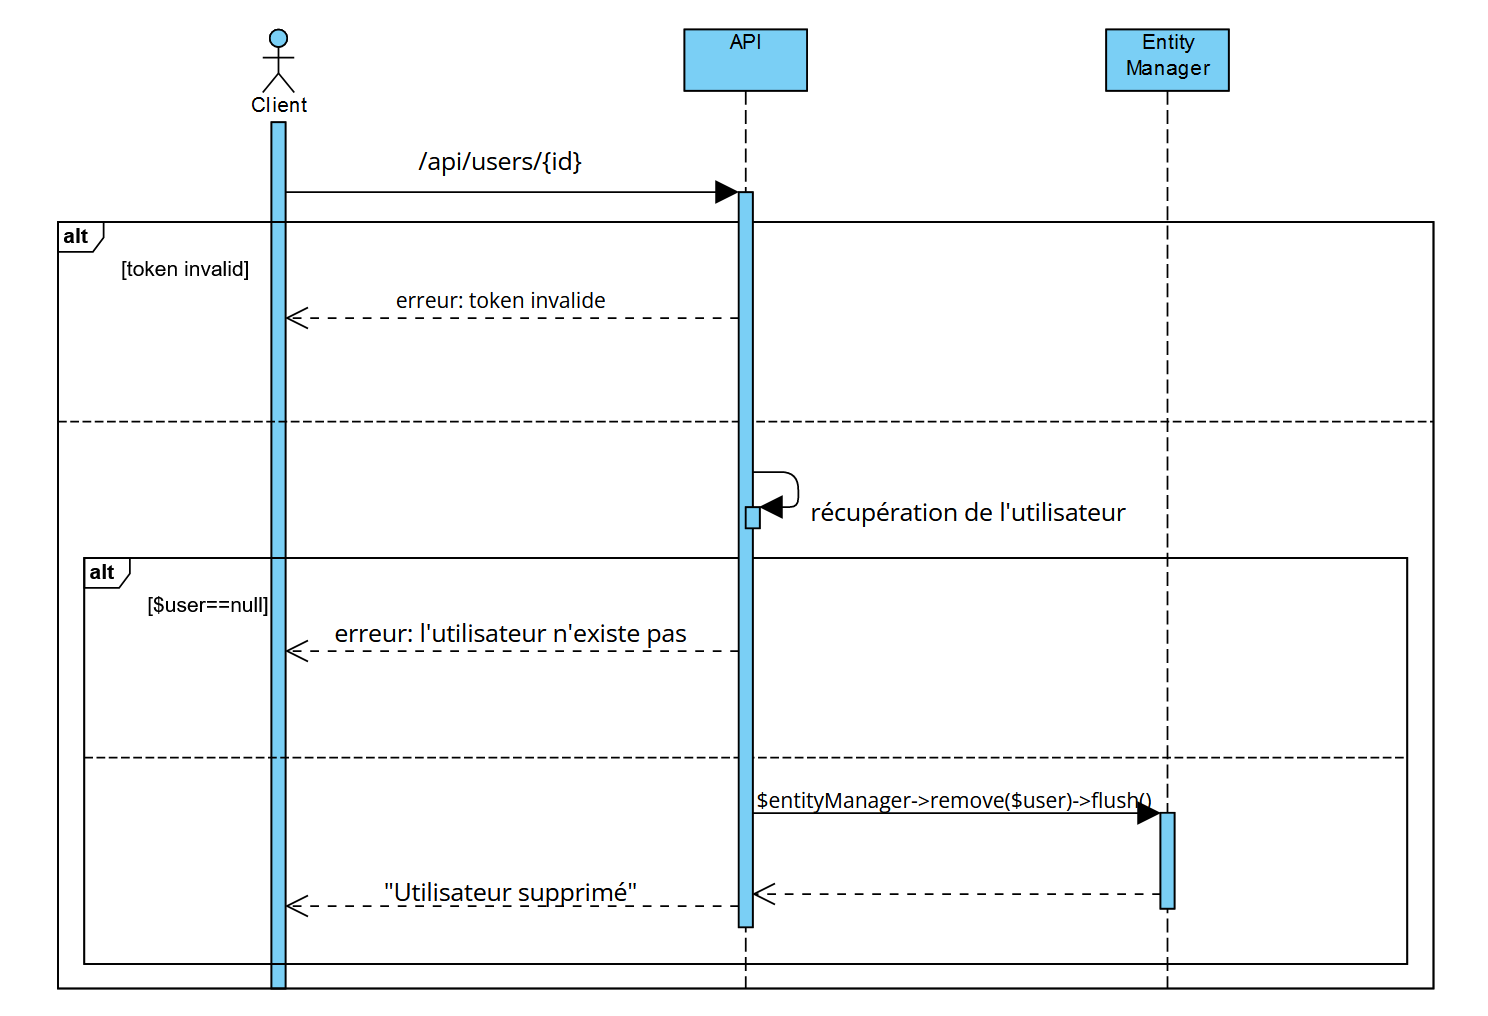 Client
API
Entity
Manager
/api/users/{id}
alt
[token invalid]
erreur: token invalide
récupération de l'utilisateur
alt
[$user==null]
erreur: l'utilisateur n'existe pas
$entityManager->remove($user)->flush()
"Utilisateur supprimé"